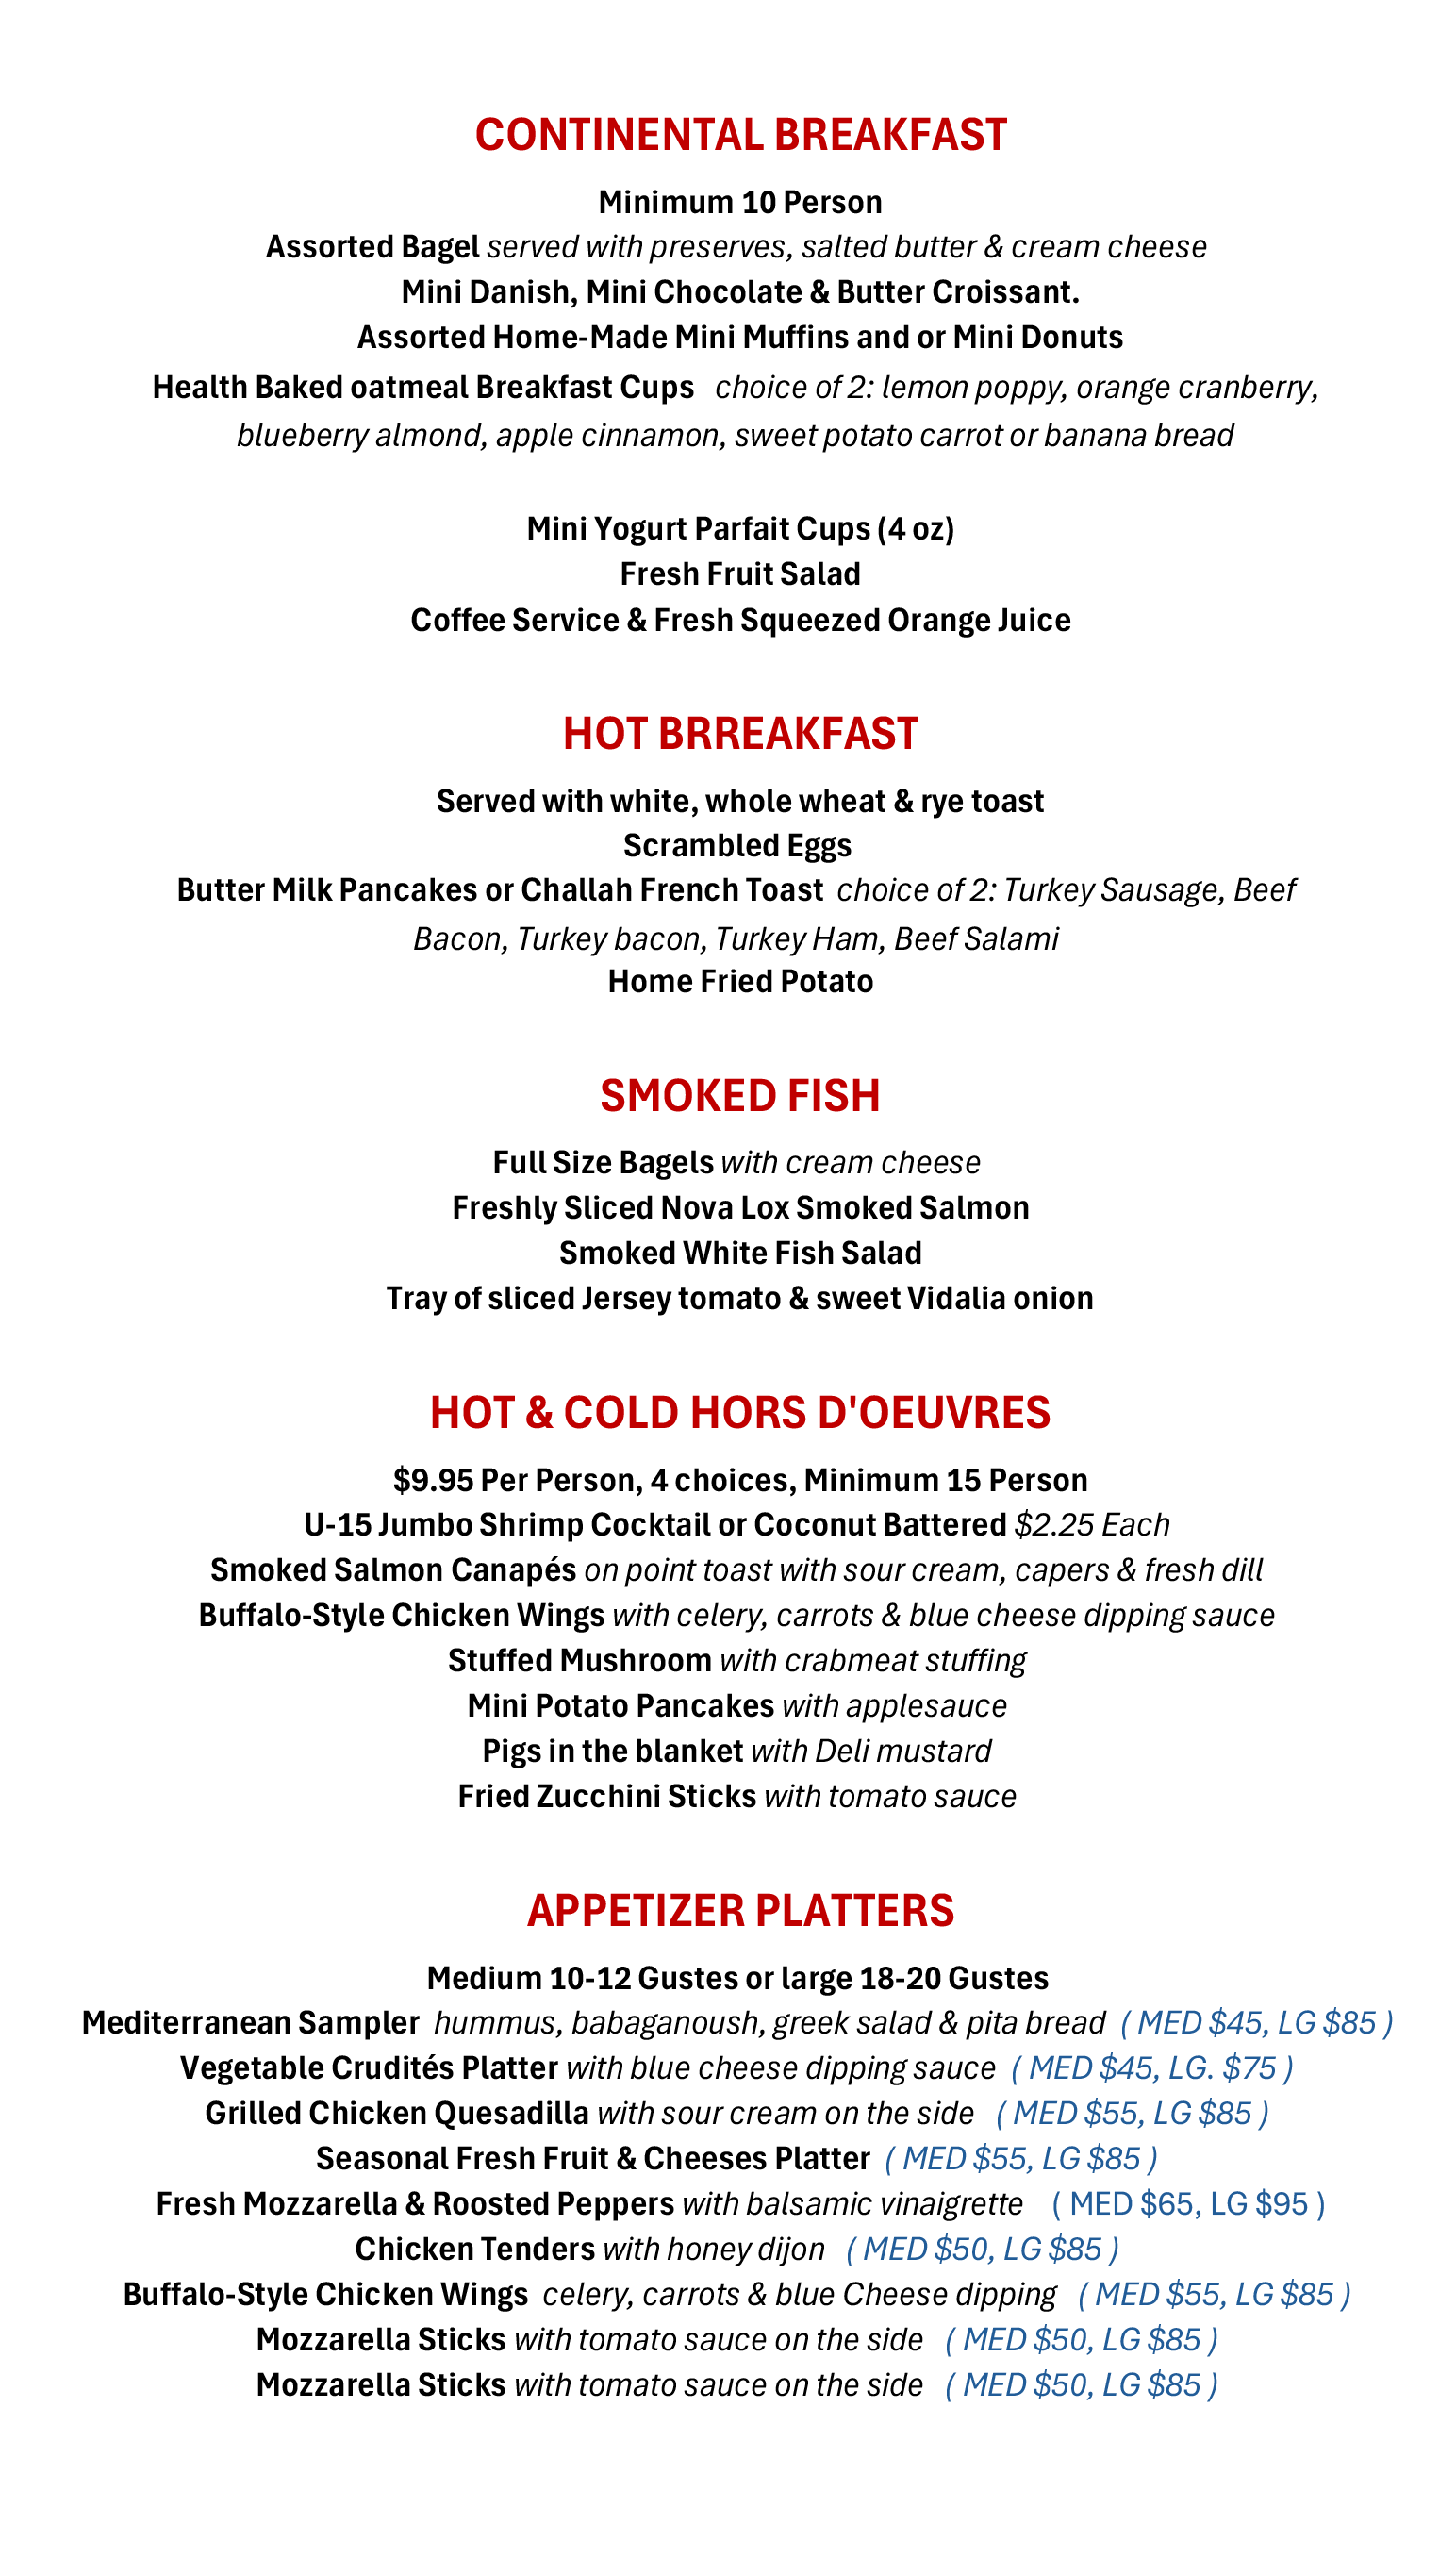 CONTINENTAL BREAKFAST
Minimum 10 Person
Assorted Bagel served with preserves, salted butter & cream cheese
Mini Danish, Mini Chocolate & Butter Croissant.
Assorted Home-Made Mini Muffins and or Mini Donuts
Health Baked oatmeal Breakfast Cups choice of 2: lemon poppy, orange cranberry,
blueberry almond, apple cinnamon, sweet potato carrot or banana bread
Mini Yogurt Parfait Cups (4 oz)
Fresh Fruit Salad
Coffee Service & Fresh Squeezed Orange Juice
HOT BRREAKFAST
Served with white, whole wheat & rye toast
Scrambled Eggs
Butter Milk Pancakes or Challah French Toast choice of 2: Turkey Sausage, Beef
Bacon, Turkey bacon, Turkey Ham, Beef Salami
Home Fried Potato
SMOKED FISH
Full Size Bagels with cream cheese
Freshly Sliced Nova Lox Smoked Salmon
Smoked White Fish Salad
Tray of sliced Jersey tomato & sweet Vidalia onion
HOT & COLD HORS D'OEUVRES
$9.95 Per Person, 4 choices, Minimum 15 Person
U-15 Jumbo Shrimp Cocktail or Coconut Battered $2.25 Each
Smoked Salmon Canapés on point toast with sour cream, capers & fresh dill
Buffalo-Style Chicken Wings with celery, carrots & blue cheese dipping sauce
Stuffed Mushroom with crabmeat stuffing
Mini Potato Pancakes with applesauce
Pigs in the blanket with Deli mustard
Fried Zucchini Sticks with tomato sauce
APPETIZER PLATTERS
Medium 10-12 Gustes or large 18-20 Gustes
Mediterranean Sampler hummus, babaganoush, greek salad & pita bread ( MED $45, LG $85 )
Vegetable Crudités Platter with blue cheese dipping sauce ( MED $45, LG. $75 )
Grilled Chicken Quesadilla with sour cream on the side ( MED $55, LG $85 )
Seasonal Fresh Fruit & Cheeses Platter ( MED $55, LG $85 )
Fresh Mozzarella & Roosted Peppers with balsamic vinaigrette ( MED $65, LG $95 )
Chicken Tenders with honey dijon ( MED $50, LG $85 )
Buffalo-Style Chicken Wings celery, carrots & blue Cheese dipping ( MED $55, LG $85 )
Mozzarella Sticks with tomato sauce on the side ( MED $50, LG $85 )
Mozzarella Sticks with tomato sauce on the side ( MED $50, LG $85 )